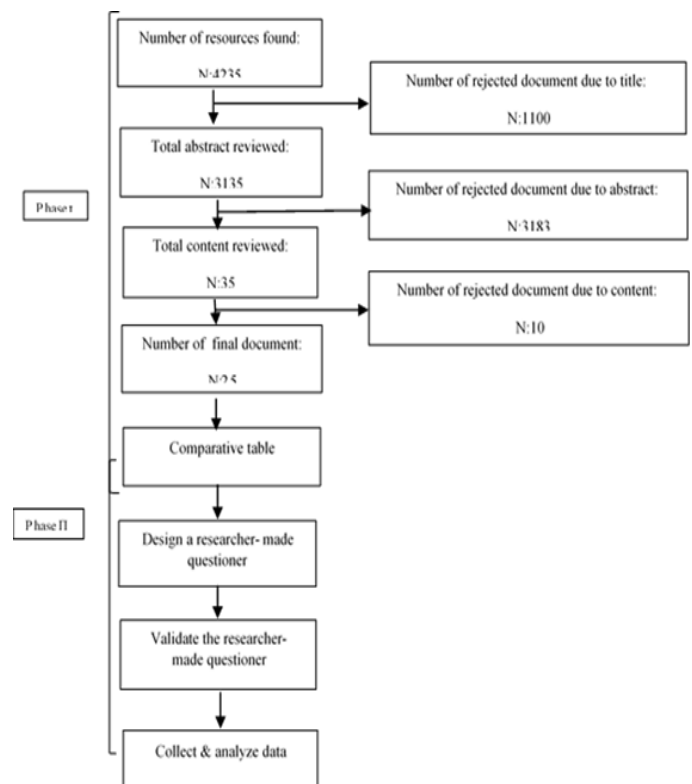 Number of resources found:
N:4235
Number of rejected document due to title:
N:1100
Total abstract reviewed:
N:3135
Number of rejected document due to abstract:
N:3183
Phase I
Total content reviewed:
N:35
Number of rejected document due to content:
N:10
Number of final document:
N:25
Comparative table
Phase II
Design a researcher- made
questioner
Validate the researcher-
made questioner
Collect & analyze data